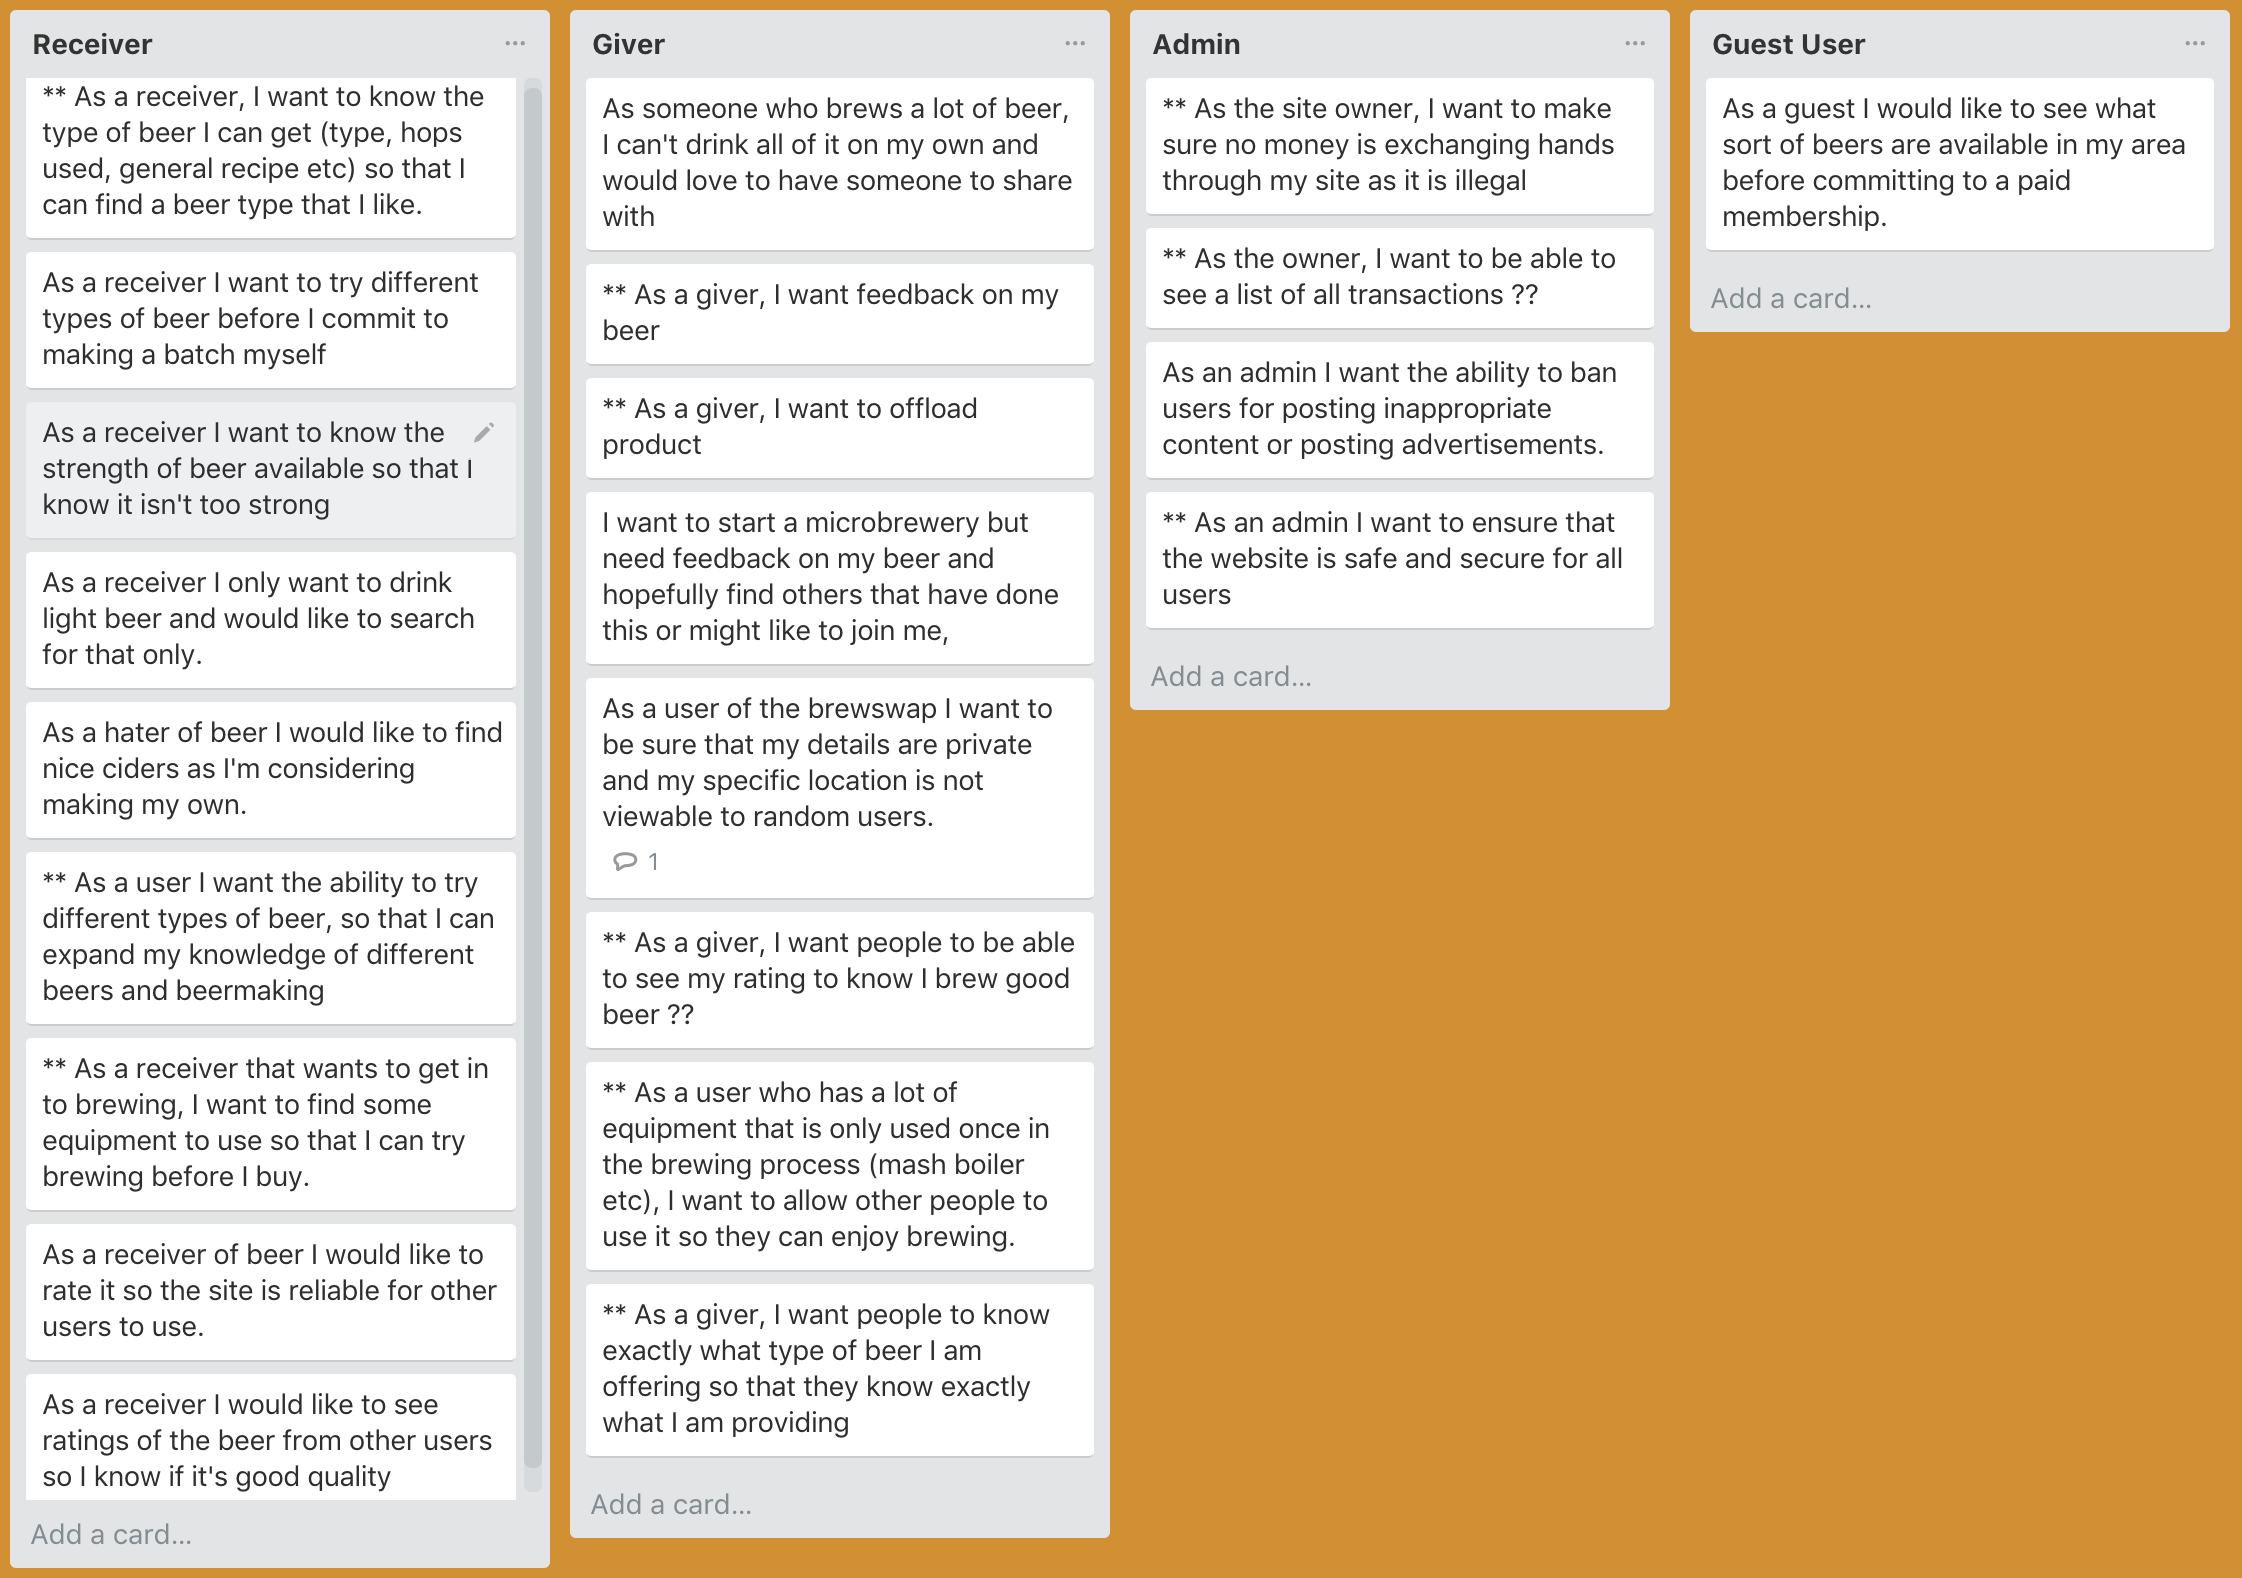 Receiver
** As a receiver, I want to know the
type of beer I can get (type, hops
used, general recipe etc) so that I
can find a beer type that I like.
As a receiver I want to try different
types of beer before I commit to
making a batch myself
As a receiver I want to know the
strength of beer available so that I
know it isn't too strong
As a receiver I only want to drink
light beer and would like to search
for that only.
As a hater of beer I would like to find
nice ciders as I'm considering
making my own.
** As a user I want the ability to try
different types of beer, so that I can
expand my knowledge of different
beers and beermaking
** As a receiver that wants to get in
to brewing, I want to find some
equipment to use so that I can try
brewing before I buy.
As a receiver of beer I would like to
rate it so the site is reliable for other
users to use.
As a receiver I would like to see
ratings of the beer from other users
so I know if it's good quality
Add a card...
Giver
As someone who brews a lot of beer,
I can't drink all of it on my own and
would love to have someone to share
with
** As a giver, I want feedback on my
beer
** As a giver, I want to offload
product
I want to start a microbrewery but
need feedback on my beer and
hopefully find others that have done
this or might like to join me,
As a user of the brewswap I want to
be sure that my details are private
and my specific location is not
viewable to random users.
1
** As a giver, I want people to be able
to see my rating to know I brew good
beer ??
** As a user who has a lot of
equipment that is only used once in
the brewing process (mash boiler
etc), I want to allow other people to
use it so they can enjoy brewing.
** As a giver, I want people to know
exactly what type of beer I am
offering so that they know exactly
what I am providing
Add a card...
Admin
** As the site owner, I want to make
sure no money is exchanging hands
through my site as it is illegal
** As the owner, I want to be able to
see a list of all transactions ??
As an admin I want the ability to ban
users for posting inappropriate
content or posting advertisements.
** As an admin I want to ensure that
the website is safe and secure for all
users
Add a card...
Guest User
As a guest I would like to see what
sort of beers are available in my area
before committing to a paid
membership.
Add a card...